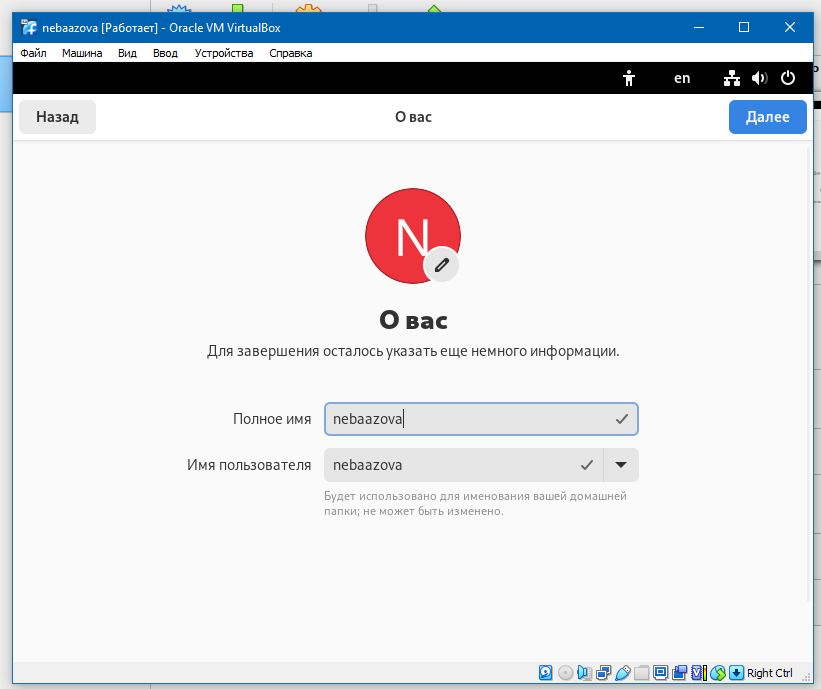 nebaazova [Работает] - Oracle VM VirtualBox
Файл Машина Вид Ввод Устройства Справка
en
Назад О вас Далее
N
О вас
Для завершения осталось указать еще немного информации.
Полное имя nebaazova
Имя пользователя nebaazova
Будет использовано для именования вашей домашней
папки; не может быть изменено.
Right Ctrl